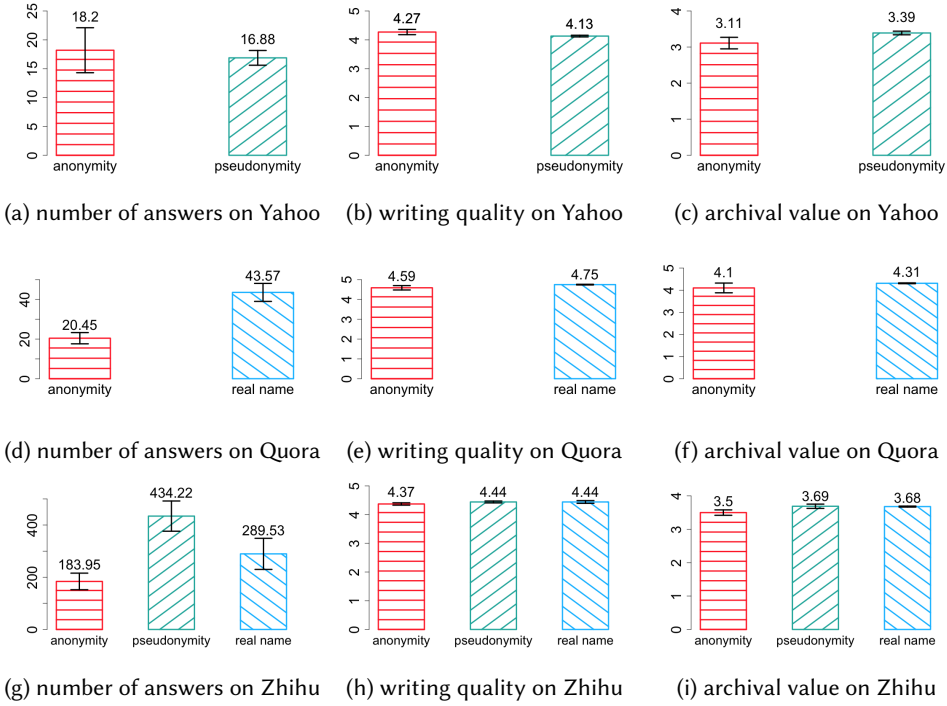 18.2
16.88
0 5 10 15 20 25
anonymity pseudonymity
(a) number of answers on Yahoo
4.27
4.13
0 1 2 3 4 5
anonymity pseudonymity
(b) writing quality on Yahoo
3.11
3.39
0 1 2 3 4
anonymity pseudonymity
(c) archival value on Yahoo
20.45
43.57
0 20 40
anonymity real name
(d) number of answers on Quora
4.59
4.75
0 1 2 3 4 5
anonymity real name
(e) writing quality on Quora
4.1
4.31
0 1 2 3 4 5
anonymity real name
(f) archival value on Quora
183.95
434.22
289.53
0 200 400
anonymity pseudonymity real name
(g) number of answers on Zhihu
4.37
4.44
4.44
0 1 2 3 4 5
anonymity pseudonymity real name
(h) writing quality on Zhihu
3.5
3.69
3.68
0 1 2 3 4
anonymity pseudonymity real name
(i) archival value on Zhihu